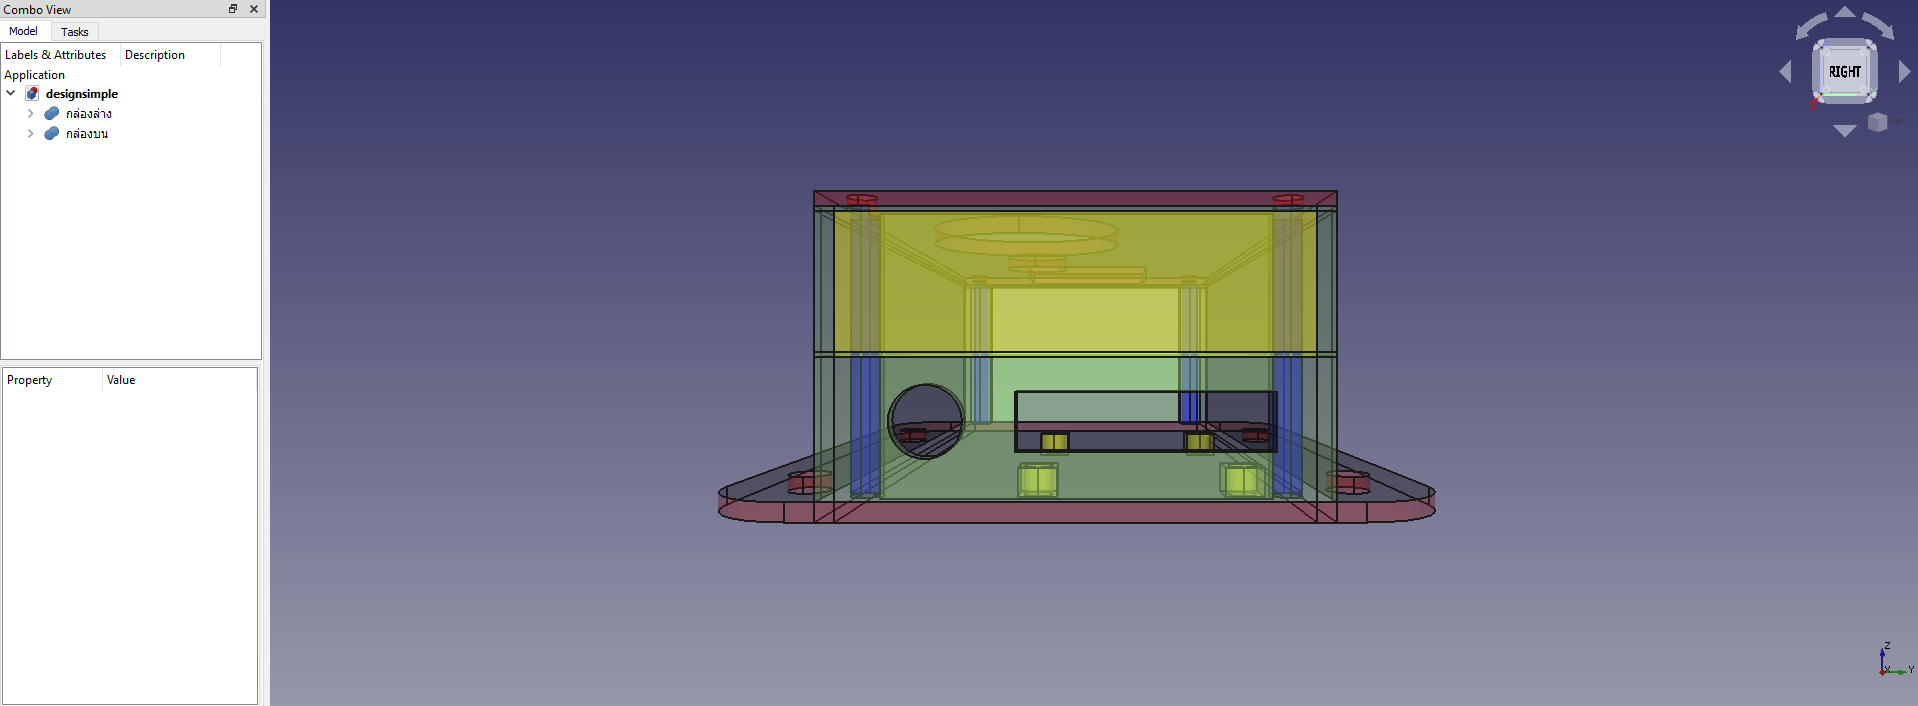 Combo View
Model Tasks
Labels & Attributes Description
Application
designsimple
กล่องล่าง
กล่องบน
Property Value
RIGHT
Z
X Y